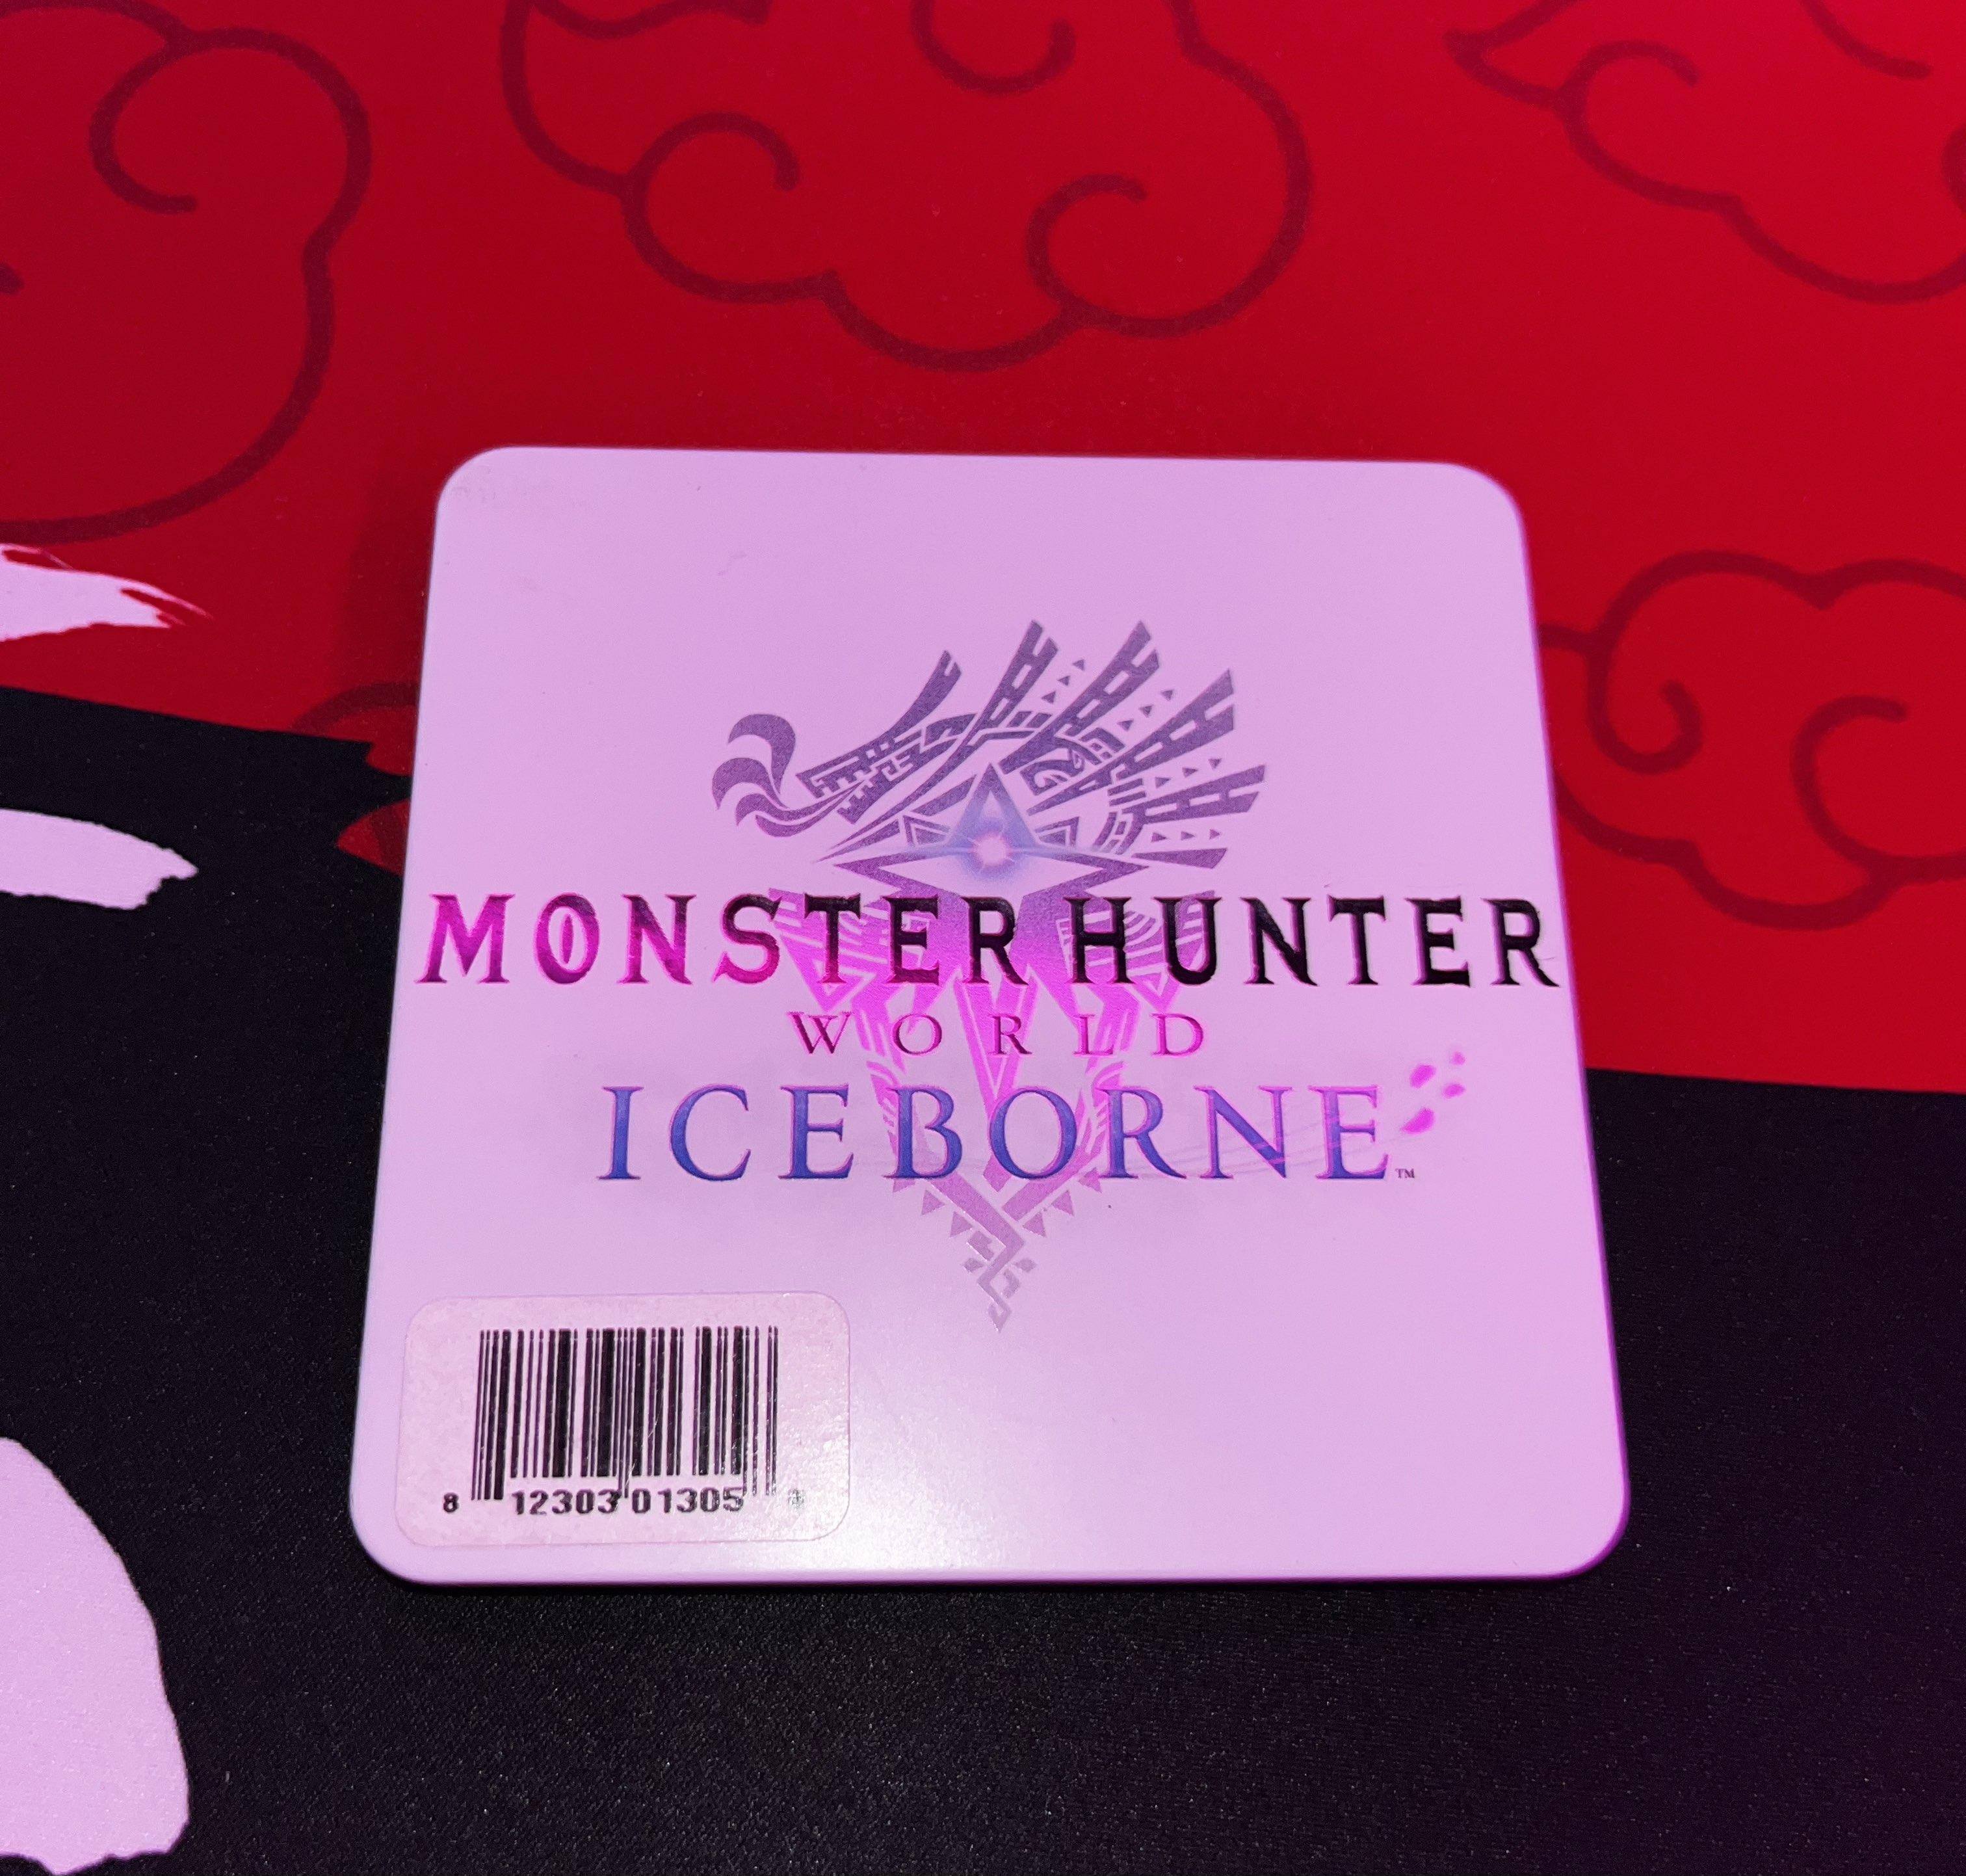 MONSTER HUNTER
WORLD
ICEBORNE™
8 12303 01305